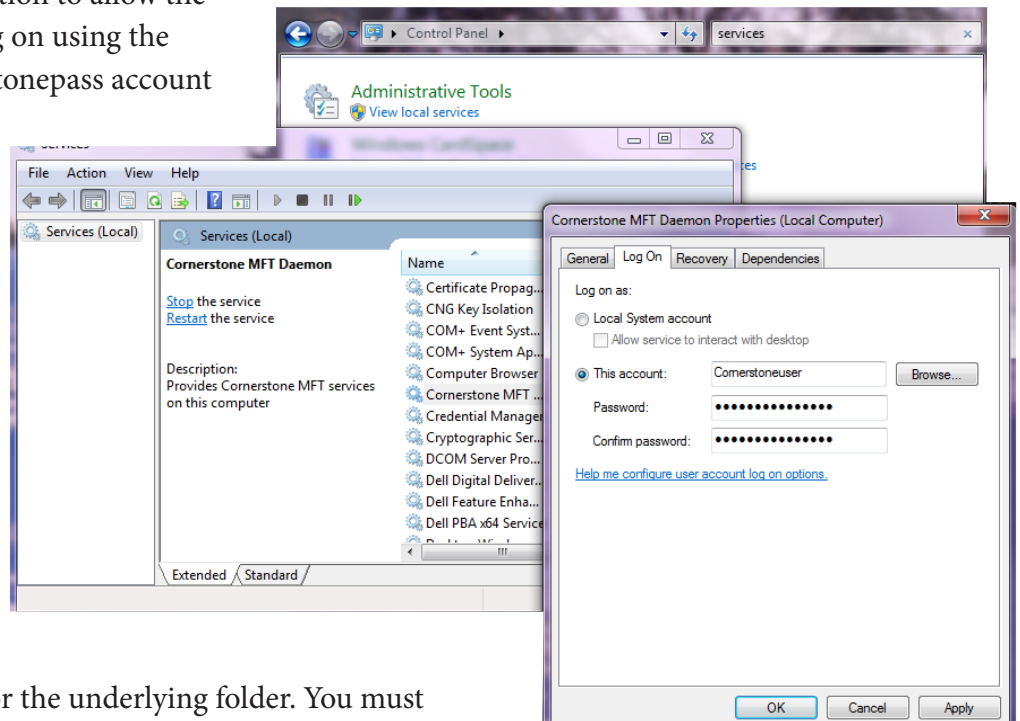 tion to allow the
g on using the
tonepass account
Control Panel
services
Administrative Tools
View local services
Services
File Action View Help
Services (Local)
Services (Local)
Cornerstone MFT Daemon
Stop the service
Restart the service
Description:
Provides Cornerstone MFT services
on this computer
Name
Certificate Propag...
CNG Key Isolation
COM+ Event Syst...
COM+ System Ap...
Computer Browser
Cornerstone MFT ...
Credential Manager
Cryptographic Ser...
DCOM Server Pro...
Dell Digital Deliver...
Dell Feature Enha...
Dell PBA x64 Service
Extended Standard
Cornerstone MFT Daemon Properties (Local Computer)
General Log On Recovery Dependencies
Log on as:
Local System account
Allow service to interact with desktop
This account: Cornerstoneuser Browse...
Password:
Confirm password:
Help me configure user account log on options.
OK Cancel Apply
or the underlying folder. You must